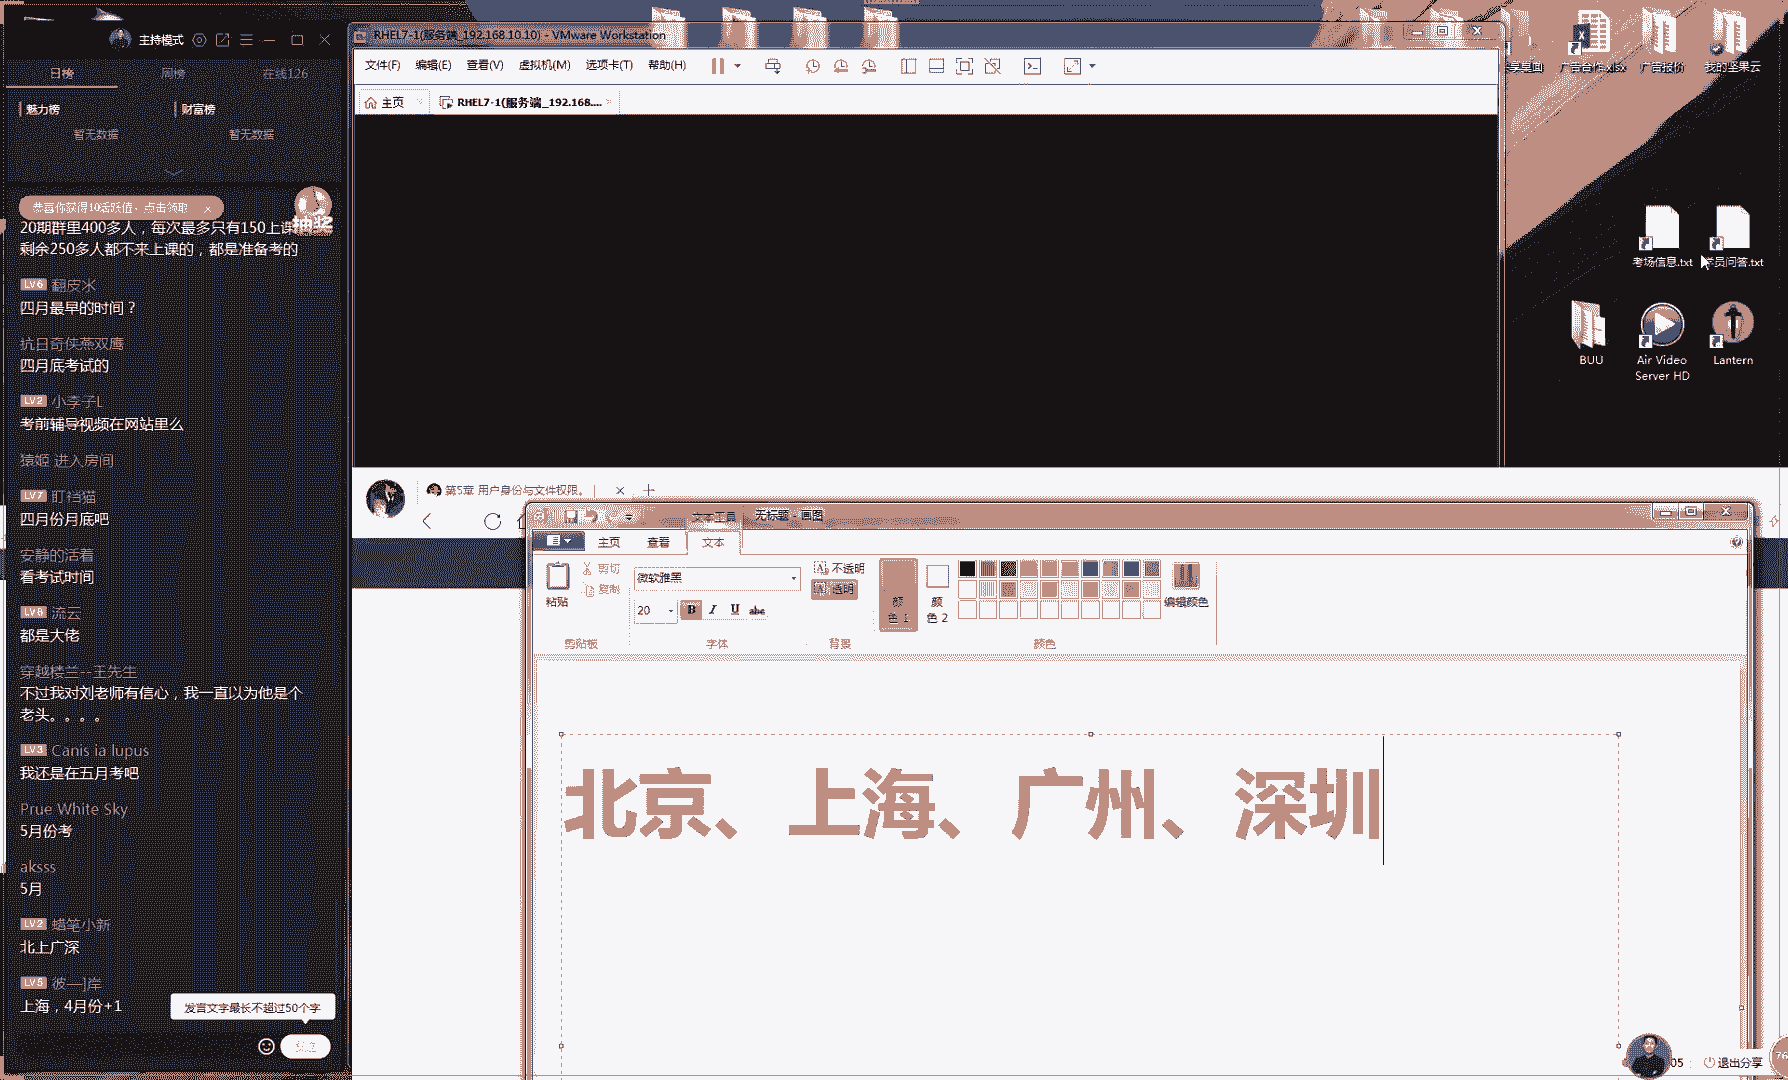 主持模式
日榜
周榜
在线126
魅力榜
财富榜
暂无数据
暂无数据
恭喜你获得10活跃值，点击领取
抽奖
20期群里400多人，每次最多只有150上课
剩余250多人都不来上课的，都是准备考的
LV6 翻皮水
四月最早的时间？
抗日奇侠燕双鹰
四月底考试的
LV2 小李子L
考前辅导视频在网站里么
猿姬 进入房间
LV7 盯裆猫
四月份月底吧
安静的活着
看考试时间
LV8 流云
都是大佬
穿越楼兰--王先生
不过我对刘老师有信心，我一直以为他是个
老头。。。。
LV3 Canis ia lupus
我还是在五月考吧
Prue White Sky
5月份考
aksss
5月
LV2 蜡笔小新
北上广深
LV5 彼—]岸
上海，4月份+1
发言文字最长不超过50个字
RHEL7-1(服务端_192.168.10.10) - VMware Workstation
文件(F) 编辑(E) 查看(V) 虚拟机(M) 选项卡(T) 帮助(H)
主页
RHEL7-1(服务端_192.168....
广告合作.xlsx
广告报价
我的坚果云
考场信息.txt
学员问答.txt
BUU
Air Video
Server HD
Lantern
第5章 用户身份与文件权限。
文本工具
无标题 - 画图
主页
查看
文本
粘贴
剪切
复制
剪贴板
微软雅黑
20
B I U abc
字体
不透明
透明
背景
颜
色 1
颜
色 2
编辑颜色
颜色
北京、上海、广州、深圳
05
退出分享
76